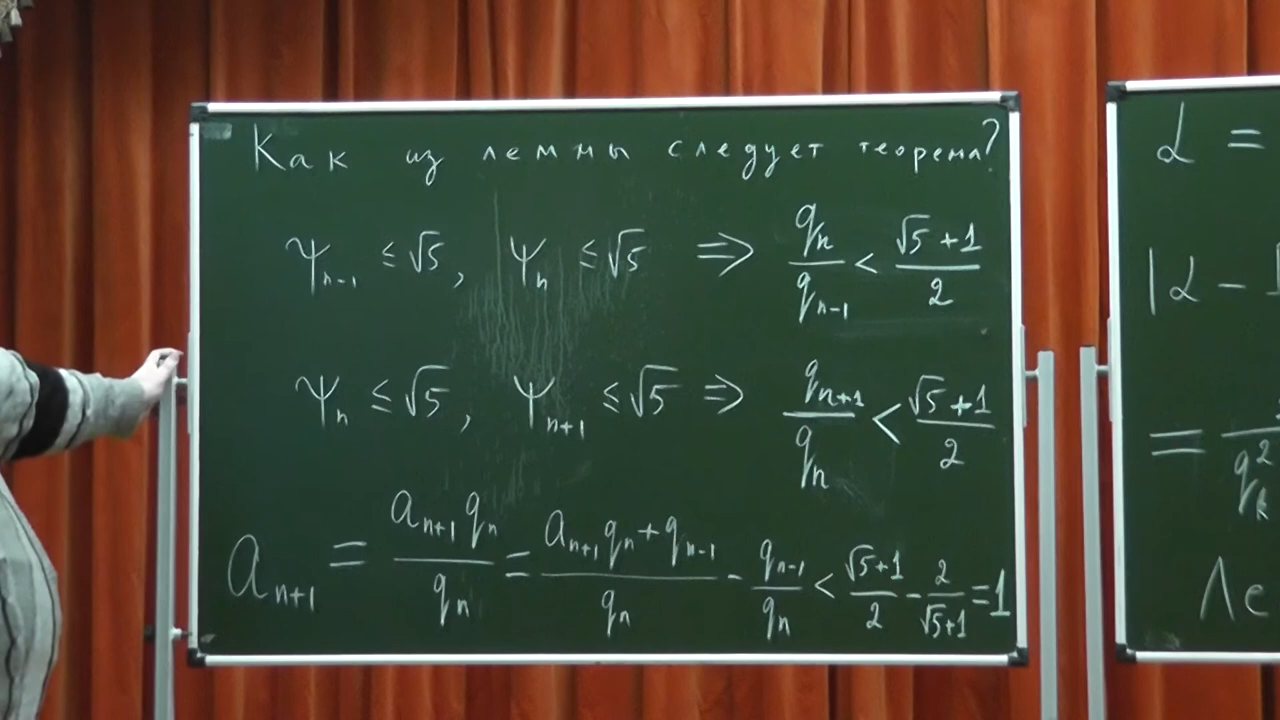 Как из леммы следует теорема?
ψ_{n-1} ≤ √5, ψ_n ≤ √5 ⇒ q_n/q_{n-1} < (√5+1)/2
ψ_n ≤ √5, ψ_{n+1} ≤ √5 ⇒ q_{n+1}/q_n < (√5+1)/2
a_{n+1} = a_{n+1}q_n/q_n = (a_{n+1}q_n+q_{n-1})/q_n - q_{n-1}/q_n < (√5+1)/2 - 2/(√5+1) = 1
α =
|α -
= q_k^2
Ле